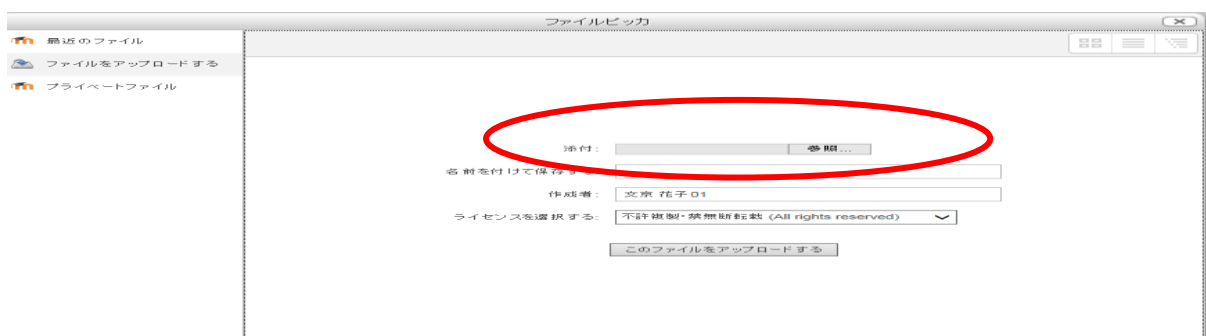 ファイルピッカ
最近のファイル
ファイルをアップロードする
プライベートファイル
添付: 参照...
名前を付けて保存する:
作成者: 文京 花子01
ライセンスを選択する: 不許複製・禁無断転載 (All rights reserved)
このファイルをアップロードする